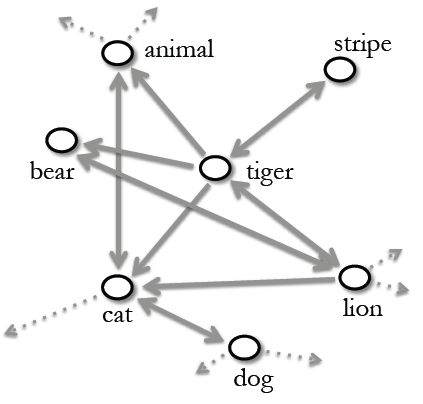 stripe
animal
bear
tiger
lion
cat
dog